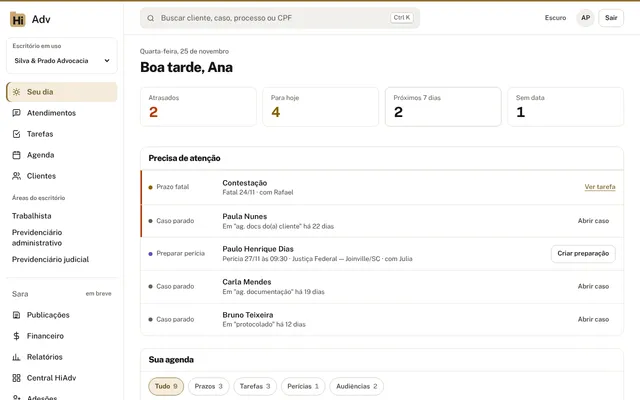 Hi Adv
Buscar cliente, caso, processo ou CPF
Ctrl K
Escuro
AP
Sair
Escritório em uso
Silva & Prado Advocacia
Seu dia
Atendimentos
Tarefas
Agenda
Clientes
Áreas do escritório
Trabalhista
Previdenciário
administrativo
Previdenciário judicial
Sara
em breve
Publicações
Financeiro
Relatórios
Central HiAdv
Adesões
Quarta-feira, 25 de novembro
Boa tarde, Ana
Atrasados
2
Para hoje
4
Próximos 7 dias
2
Sem data
1
Precisa de atenção
Prazo fatal
Contestação
Fatal 24/11 · com Rafael
Ver tarefa
Caso parado
Paula Nunes
Em "ag. docs do(a) cliente" há 22 dias
Abrir caso
Preparar perícia
Paulo Henrique Dias
Perícia 27/11 às 09:30 · Justiça Federal — Joinville/SC · com Julia
Criar preparação
Caso parado
Carla Mendes
Em "ag. documentação" há 19 dias
Abrir caso
Caso parado
Bruno Teixeira
Em "protocolado" há 12 dias
Abrir caso
Sua agenda
Tudo 9
Prazos 3
Tarefas 3
Perícias 1
Audiências 2